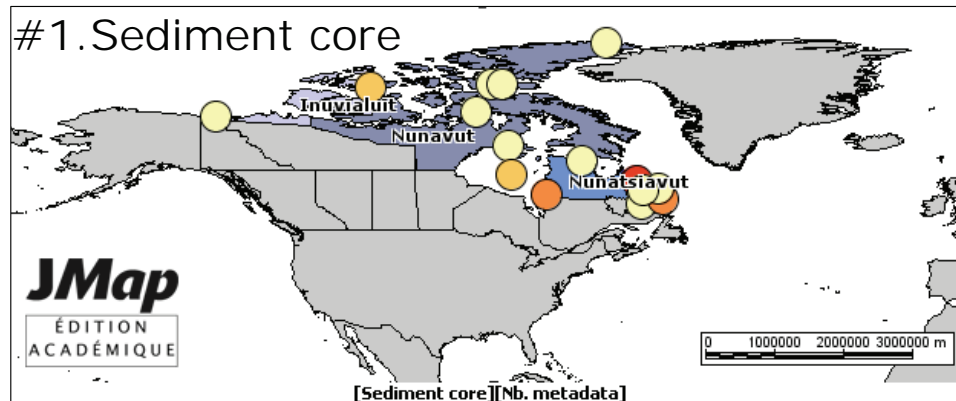 #1.Sediment core
Inuvialuit
Nunavut
Nunatsiavut
JMap
ÉDITION
ACADÉMIQUE
0 1000000 2000000 3000000 m
[Sediment core][Nb. metadata]